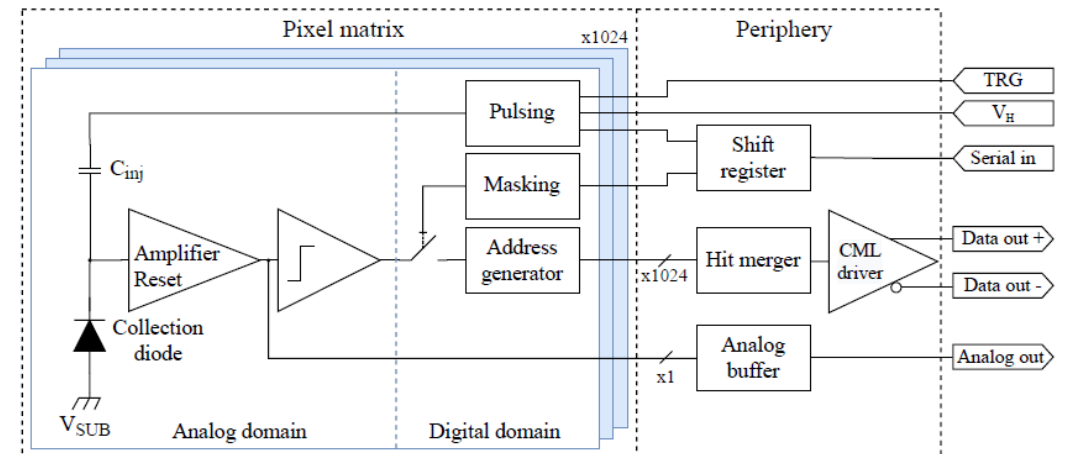 Pixel matrix
x1024
Periphery
Pulsing
TRG
V_H
Shift
register
Serial in
C_inj
Masking
Amplifier
Reset
Address
generator
x1024
Hit merger
CML
driver
Data out +
Data out -
Collection
diode
x1
Analog
buffer
Analog out
V_SUB
Analog domain
Digital domain